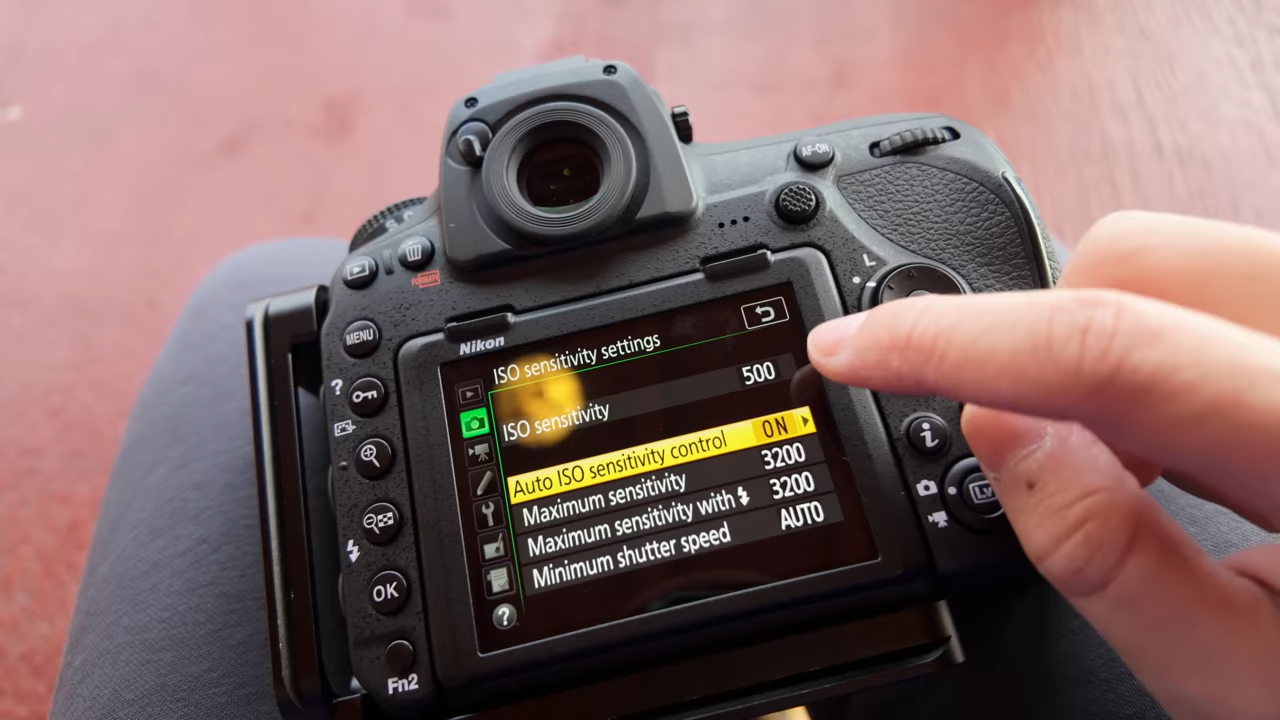 S C
AF-ON
FORMAT
L
MENU
Nikon
ISO sensitivity settings
ISO sensitivity 500
Auto ISO sensitivity control ON
Maximum sensitivity 3200
Maximum sensitivity with 3200
Minimum shutter speed AUTO
?
?
i
Lv
OK
Fn2